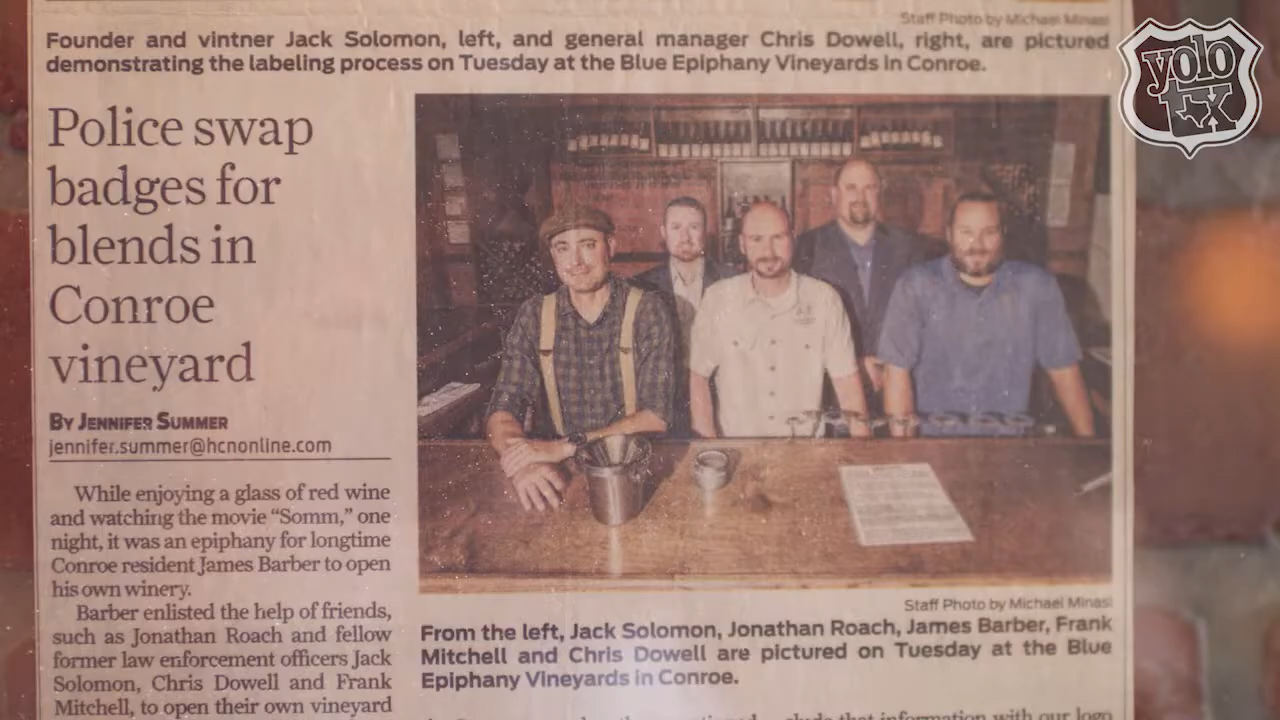 Staff Photo by Michael Minasi
Founder and vintner Jack Solomon, left, and general manager Chris Dowell, right, are pictured
demonstrating the labeling process on Tuesday at the Blue Epiphany Vineyards in Conroe.
yolo
tx
Police swap
badges for
blends in
Conroe
vineyard
By Jennifer Summer
jennifer.summer@hcnonline.com
While enjoying a glass of red wine
and watching the movie “Somm,” one
night, it was an epiphany for longtime
Conroe resident James Barber to open
his own winery.
Barber enlisted the help of friends,
such as Jonathan Roach and fellow
former law enforcement officers Jack
Solomon, Chris Dowell and Frank
Mitchell, to open their own vineyard
Staff Photo by Michael Minasi
From the left, Jack Solomon, Jonathan Roach, James Barber, Frank
Mitchell and Chris Dowell are pictured on Tuesday at the Blue
Epiphany Vineyards in Conroe.
that information with our logo